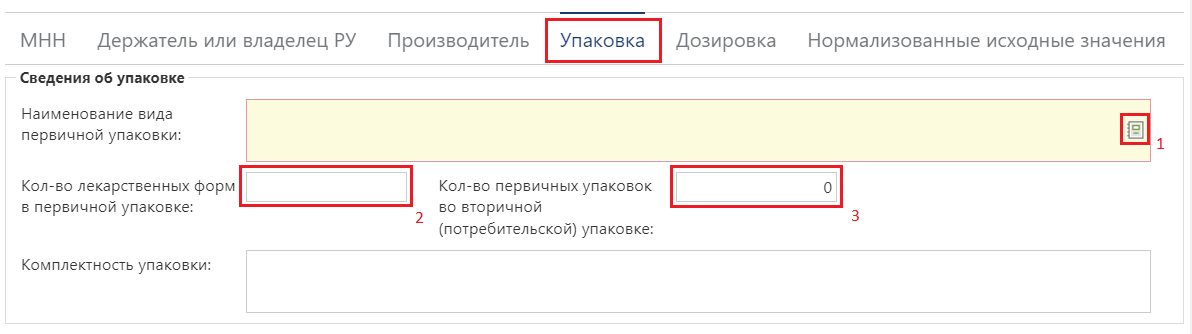 МНН Держатель или владелец РУ Производитель Упаковка Дозировка Нормализованные исходные значения
Сведения об упаковке
Наименование вида
первичной упаковки:
1
Кол-во лекарственных форм
в первичной упаковке:
2
Кол-во первичных упаковок
во вторичной
(потребительской) упаковке:
0
3
Комплектность упаковки: